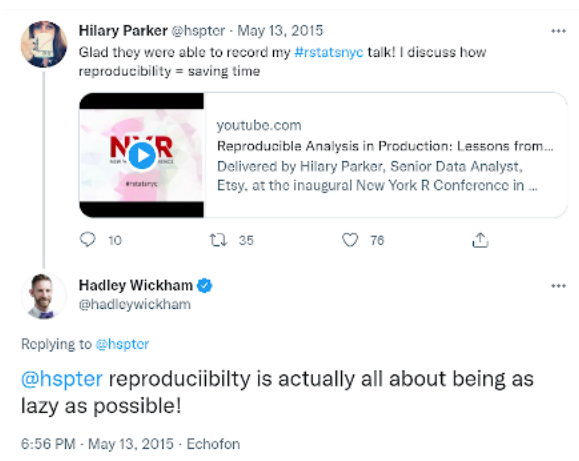 Hilary Parker @hspter · May 13, 2015
Glad they were able to record my #rstatsnyc talk! I discuss how
reproducibility = saving time
NYR
#rstatsnyc
youtube.com
Reproducible Analysis in Production: Lessons from...
Delivered by Hilary Parker, Senior Data Analyst,
Etsy, at the inaugural New York R Conference in ...
10 35 76
Hadley Wickham
@hadleywickham
Replying to @hspter
@hspter reproduciibilty is actually all about being as
lazy as possible!
6:56 PM · May 13, 2015 · Echofon